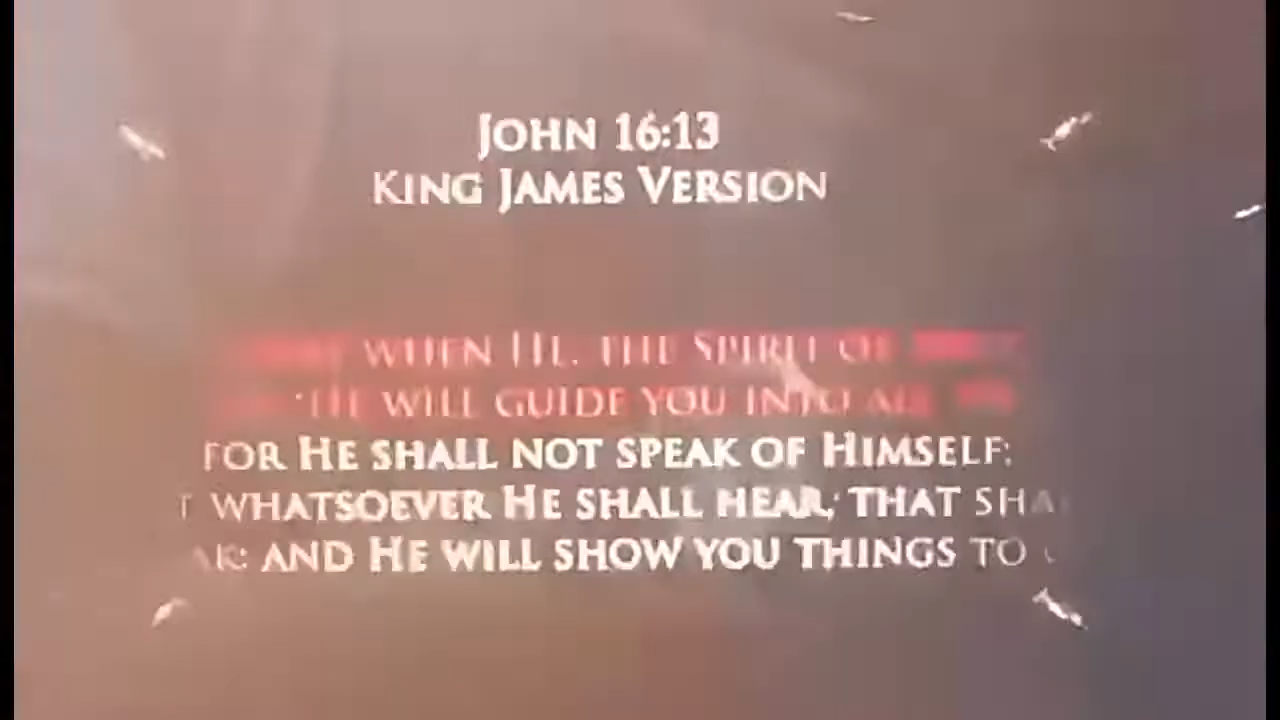 John 16:13
King James Version
when He, the Spirit of
He will guide you into all
for He shall not speak of Himself:
whatsoever He shall hear, that
and He will show you things to